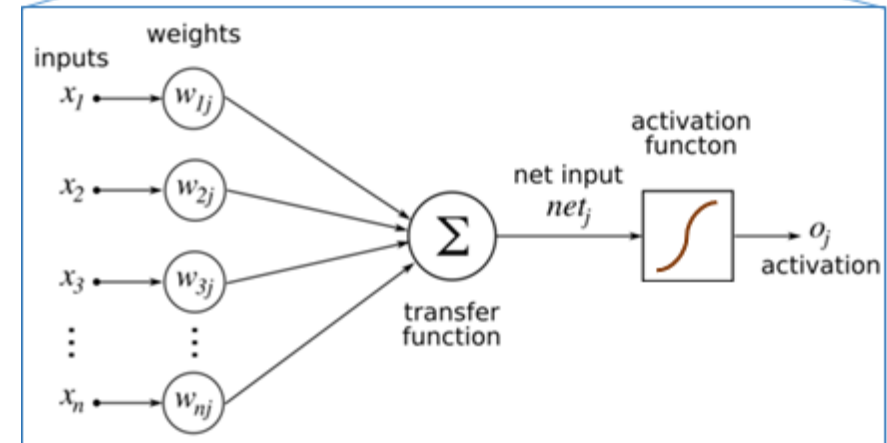 weights
inputs
x₁
w₁ⱼ
x₂
w₂ⱼ
x₃
w₃ⱼ
⋮ ⋮
xₙ
wₙⱼ
Σ
transfer
function
net input
netⱼ
activation
functon
oⱼ
activation